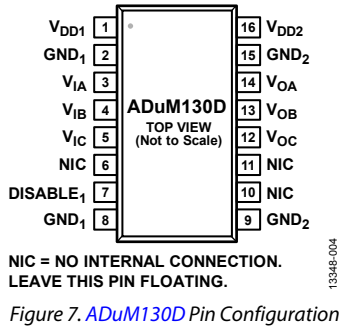 VDD1 1 16 VDD2
GND1 2 15 GND2
VIA 3 14 VOA
VIB 4 ADuM130D 13 VOB
TOP VIEW
(Not to Scale)
VIC 5 12 VOC
NIC 6 11 NIC
DISABLE1 7 10 NIC
GND1 8 9 GND2
NIC = NO INTERNAL CONNECTION.
LEAVE THIS PIN FLOATING.
13348-004
Figure 7. ADuM130D Pin Configuration